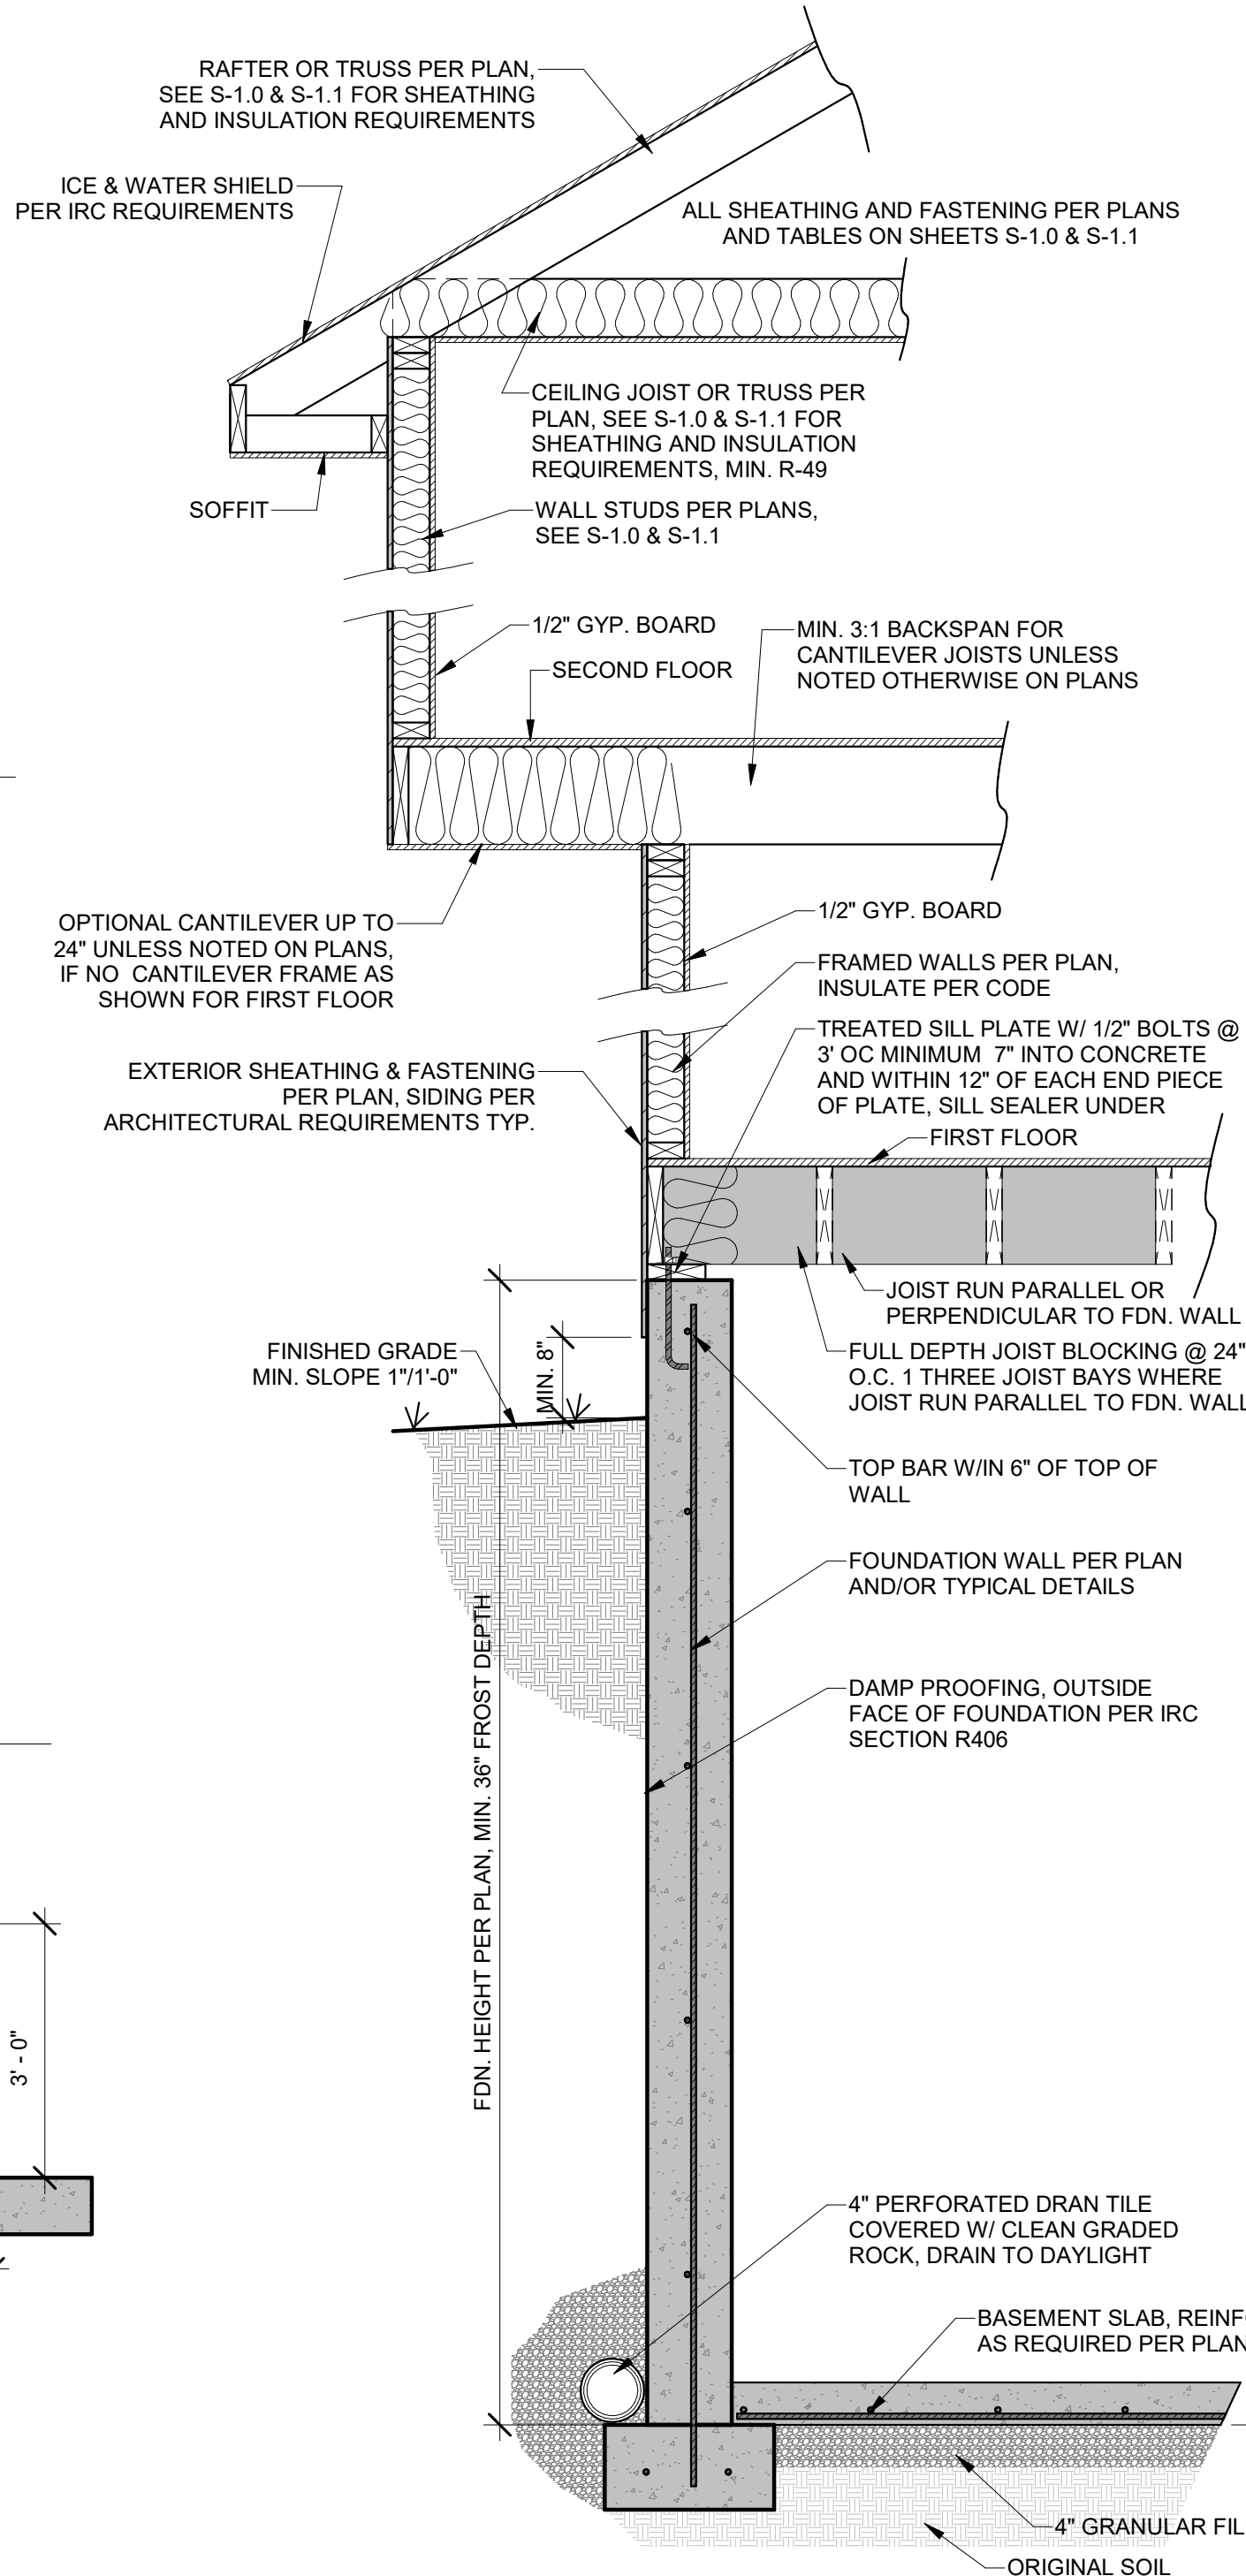 RAFTER OR TRUSS PER PLAN,
SEE S-1.0 & S-1.1 FOR SHEATHING
AND INSULATION REQUIREMENTS
ICE & WATER SHIELD
PER IRC REQUIREMENTS
ALL SHEATHING AND FASTENING PER PLANS
AND TABLES ON SHEETS S-1.0 & S-1.1
CEILING JOIST OR TRUSS PER
PLAN, SEE S-1.0 & S-1.1 FOR
SHEATHING AND INSULATION
REQUIREMENTS, MIN. R-49
SOFFIT
WALL STUDS PER PLANS,
SEE S-1.0 & S-1.1
1/2" GYP. BOARD
SECOND FLOOR
MIN. 3:1 BACKSPAN FOR
CANTILEVER JOISTS UNLESS
NOTED OTHERWISE ON PLANS
OPTIONAL CANTILEVER UP TO
24" UNLESS NOTED ON PLANS,
IF NO CANTILEVER FRAME AS
SHOWN FOR FIRST FLOOR
1/2" GYP. BOARD
FRAMED WALLS PER PLAN,
INSULATE PER CODE
TREATED SILL PLATE W/ 1/2" BOLTS @
3' OC MINIMUM 7" INTO CONCRETE
AND WITHIN 12" OF EACH END PIECE
OF PLATE, SILL SEALER UNDER
EXTERIOR SHEATHING & FASTENING
PER PLAN, SIDING PER
ARCHITECTURAL REQUIREMENTS TYP.
FIRST FLOOR
JOIST RUN PARALLEL OR
PERPENDICULAR TO FDN. WALL
FINISHED GRADE
MIN. SLOPE 1"/1'-0"
MIN. 8"
FULL DEPTH JOIST BLOCKING @ 24"
O.C. 1 THREE JOIST BAYS WHERE
JOIST RUN PARALLEL TO FDN. WALL
TOP BAR W/IN 6" OF TOP OF
WALL
FOUNDATION WALL PER PLAN
AND/OR TYPICAL DETAILS
DAMP PROOFING, OUTSIDE
FACE OF FOUNDATION PER IRC
SECTION R406
FDN. HEIGHT PER PLAN, MIN. 36" FROST DEPTH
3' - 0"
4" PERFORATED DRAN TILE
COVERED W/ CLEAN GRADED
ROCK, DRAIN TO DAYLIGHT
BASEMENT SLAB, REINF
AS REQUIRED PER PLAN
4" GRANULAR FIL
ORIGINAL SOIL